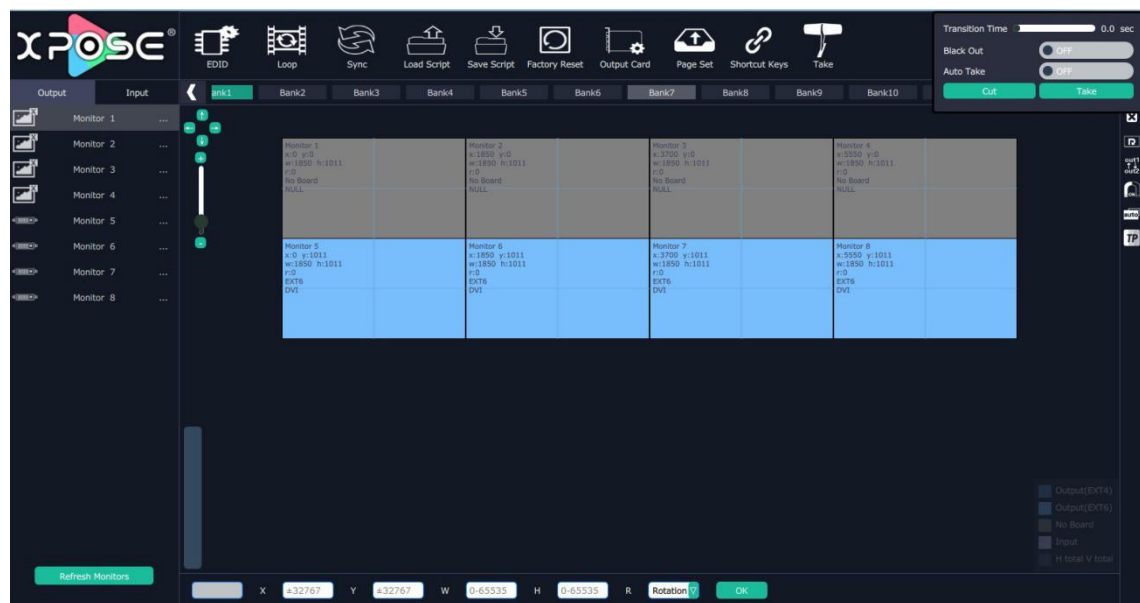 XPOSE®
EDID
Loop
Sync
Load Script
Save Script
Factory Reset
Output Card
Page Set
Shortcut Keys
Take
Transition Time 0.0 sec
Black Out OFF
Auto Take OFF
Cut Take
Output Input
ank1 Bank2 Bank3 Bank4 Bank5 Bank6 Bank7 Bank8 Bank9 Bank10
Monitor 1 ...
Monitor 2 ...
Monitor 3 ...
Monitor 4 ...
Monitor 5 ...
Monitor 6 ...
Monitor 7 ...
Monitor 8 ...
Monitor 1
x:0 y:0
w:1850 h:1011
r:0
No Board
NULL
Monitor 2
x:1850 y:0
w:1850 h:1011
r:0
No Board
NULL
Monitor 3
x:3700 y:0
w:1850 h:1011
r:0
No Board
NULL
Monitor 4
x:5550 y:0
w:1850 h:1011
r:0
No Board
NULL
Monitor 5
x:0 y:1011
w:1850 h:1011
r:0
EXT6
DVI
Monitor 6
x:1850 y:1011
w:1850 h:1011
r:0
EXT6
DVI
Monitor 7
x:3700 y:1011
w:1850 h:1011
r:0
EXT6
DVI
Monitor 8
x:5550 y:1011
w:1850 h:1011
r:0
EXT6
DVI
out1
out2
auto
TP
Output(EXT4)
Output(EXT6)
No Board
Input
H total V total
Refresh Monitors
X ±32767 Y ±32767 W 0-65535 H 0-65535 R Rotation OK